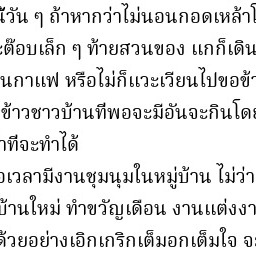 วัน ๆ ถ้าหากว่าไม่นอนกอดเหล้า
ต๊อบเล็ก ๆ ท้ายสวนของ แกก็เดิน
นกาแฟ หรือไม่ก็แวะเวียนไปขอข้
ข้าวชาวบ้านทีพอจะมีอันจะกินโด
าทีจะทำได้
เวลามีงานชุมนุมในหมู่บ้าน ไม่ว่า
บ้านใหม่ ทำขวัญเดือน งานแต่งงา
ด้วยอย่างเอิกเกริกเต็มอกเต็มใจ จ